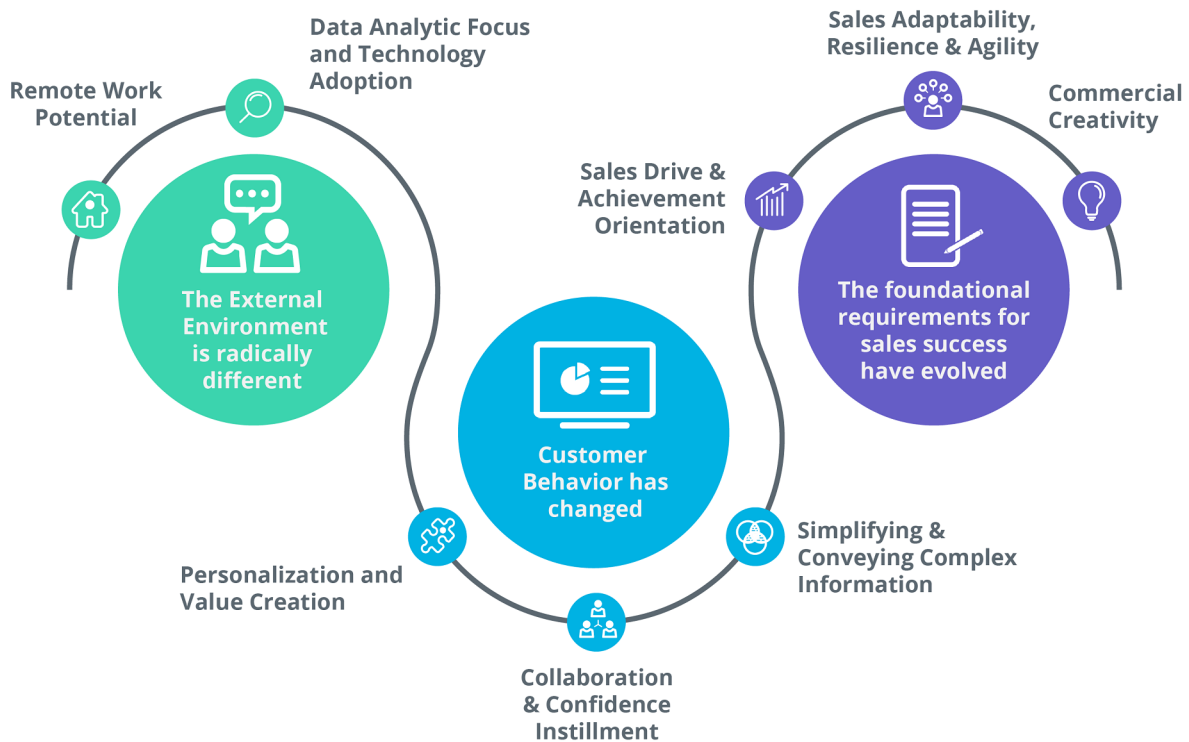 Remote Work
Potential
Data Analytic Focus
and Technology
Adoption
The External
Environment
is radically
different
Personalization and
Value Creation
Customer
Behavior has
changed
Collaboration
& Confidence
Instillment
Simplifying &
Conveying Complex
Information
Sales Drive &
Achievement
Orientation
Sales Adaptability,
Resilience & Agility
Commercial
Creativity
The foundational
requirements for
sales success
have evolved